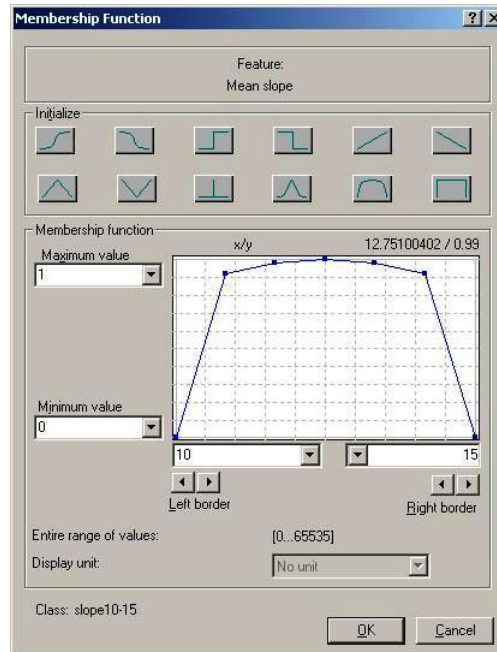 Membership Function
Feature:
Mean slope
Initialize
Membership function
x/y 12.75100402 / 0.99
Maximum value
1
Minimum value
0
10 15
Left border
Right border
Entire range of values: [0...65535]
Display unit: No unit
Class: slope10-15
OK Cancel